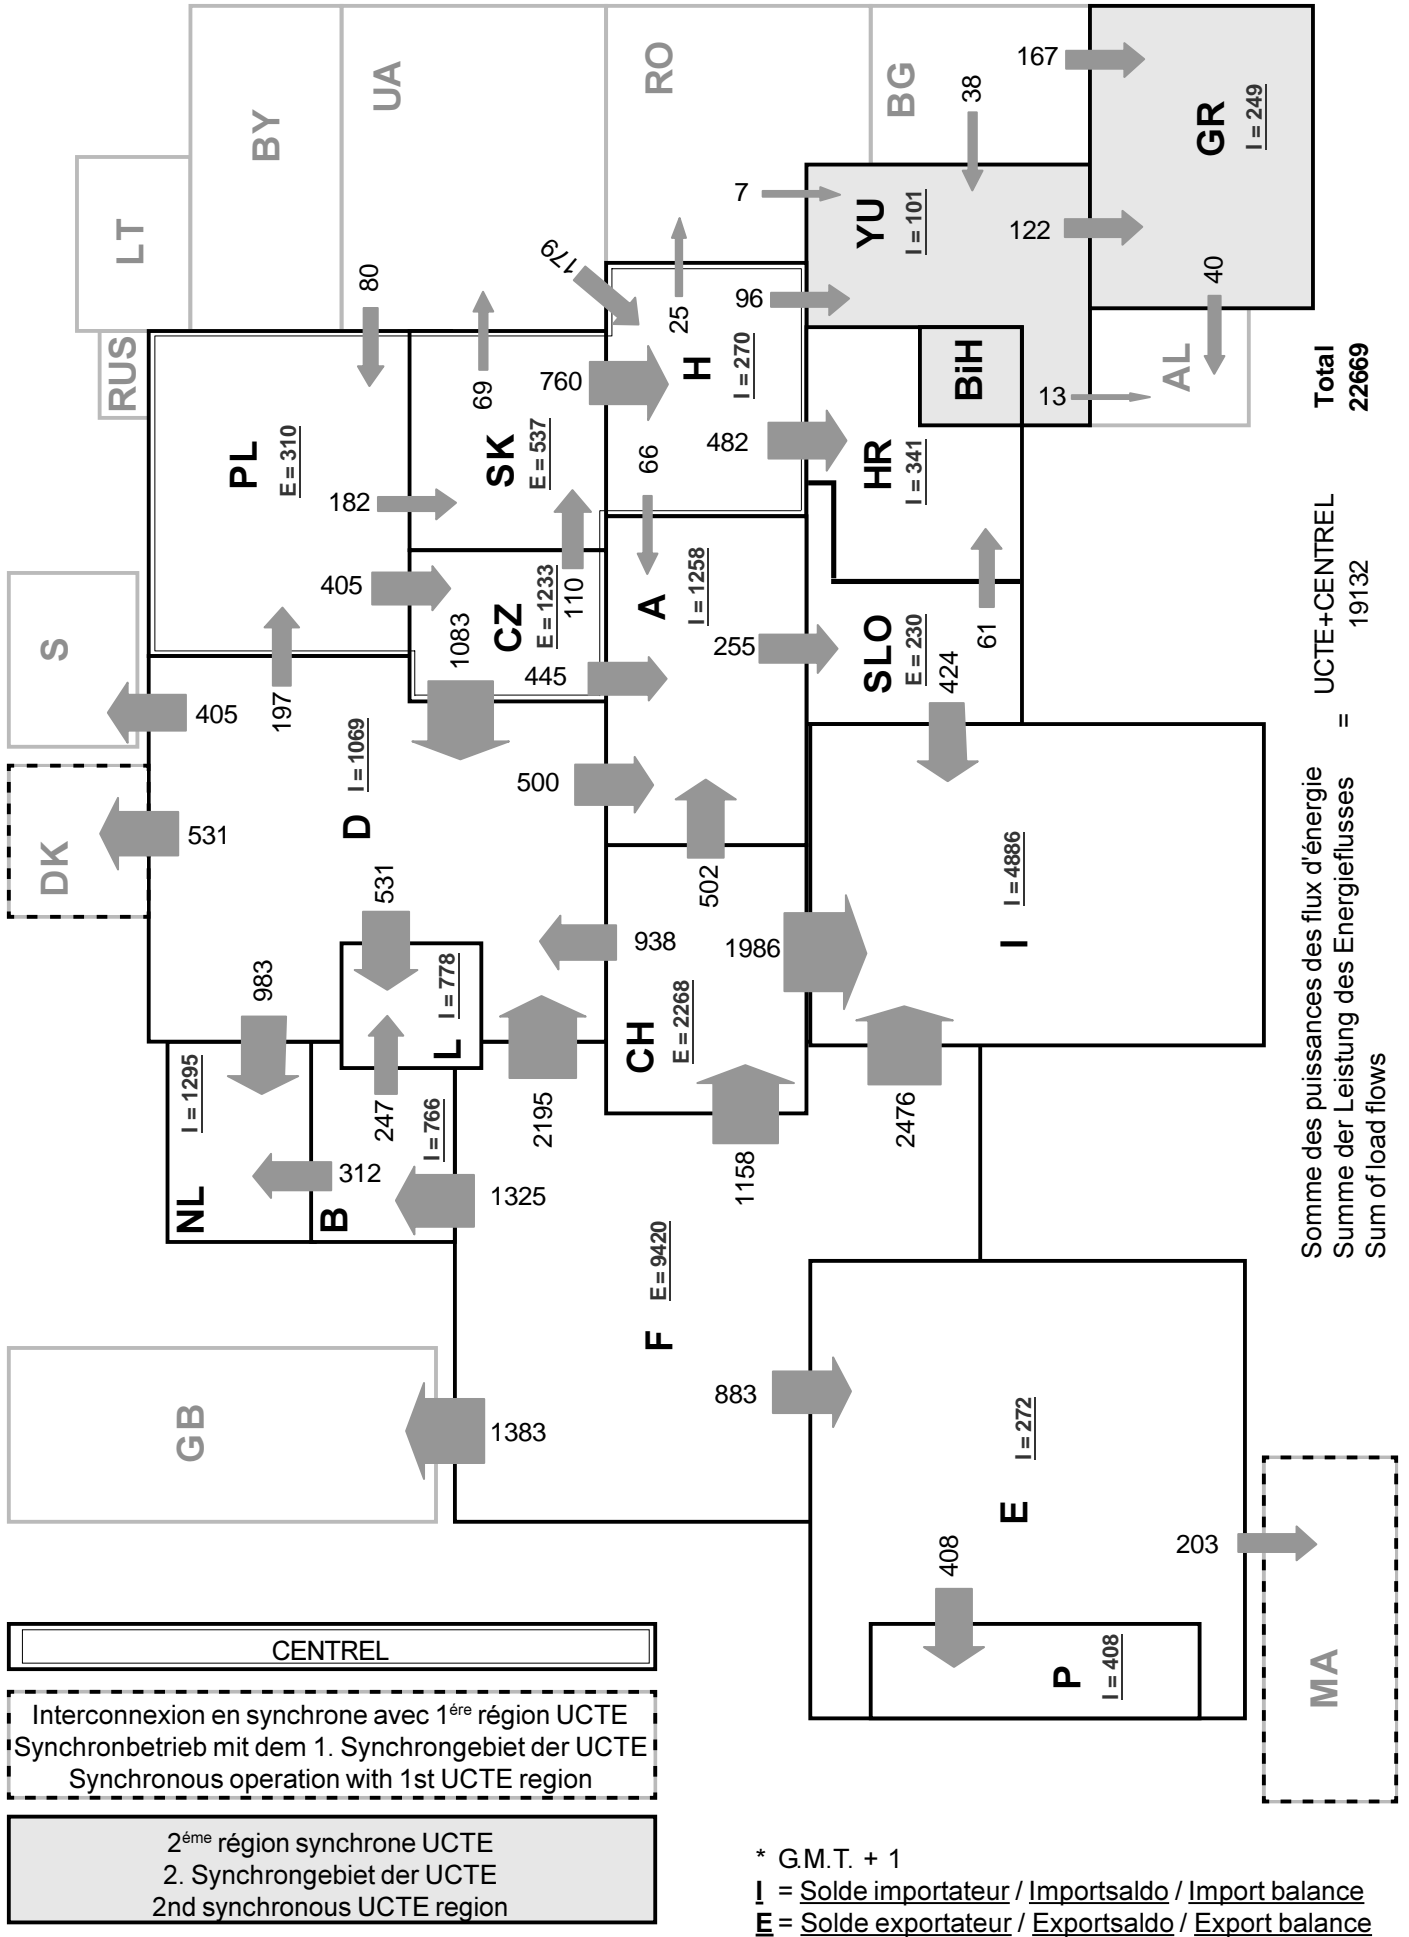 BY
UA
RO
BG
LT
RUS
167
38
GR
I = 249
7
YU
I = 101
122
40
80
179
69
25
96
PL
E = 310
760
H
I = 270
BiH
13
AL
SK
E = 537
182
66
482
HR
I = 341
Total
22669
S
405
CZ
E = 1233
110
A
I = 1258
1083
445
255
SLO
E = 230
61
424
UCTE+CENTREL
19132
=
405
197
D
I = 1069
500
DK
531
531
502
I
I = 4886
983
938
1986
L
I = 778
CH
E = 2268
I = 1295
247
I = 766
2195
1158
2476
NL
312
B
1325
Somme des puissances des flux d'énergie
Summe der Leistung des Energieflusses
Sum of load flows
F
E = 9420
GB
1383
883
E
I = 272
408
203
P
I = 408
MA
CENTREL
Interconnexion en synchrone avec 1ére région UCTE
Synchronbetrieb mit dem 1. Synchrongebiet der UCTE
Synchronous operation with 1st UCTE region
2éme région synchrone UCTE
2. Synchrongebiet der UCTE
2nd synchronous UCTE region
* G.M.T. + 1
I = Solde importateur / Importsaldo / Import balance
E = Solde exportateur / Exportsaldo / Export balance